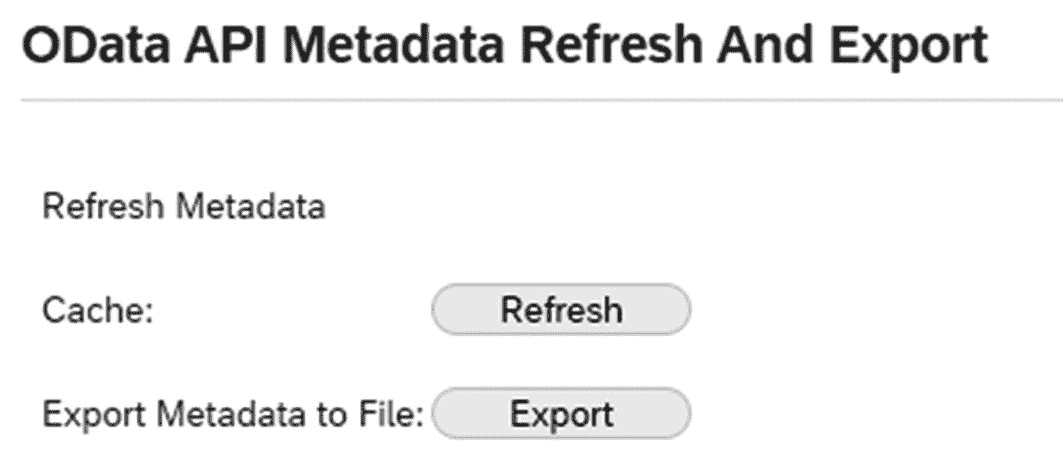 OData API Metadata Refresh And Export
Refresh Metadata
Cache: Refresh
Export Metadata to File: Export